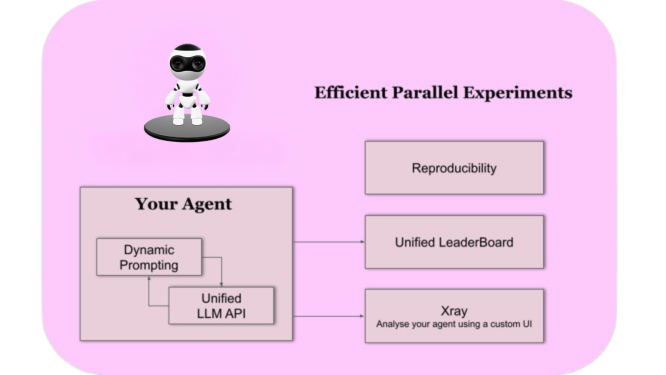 Efficient Parallel Experiments
Reproducibility
Your Agent
Dynamic
Prompting
Unified
LLM API
Unified LeaderBoard
Xray
Analyse your agent using a custom UI